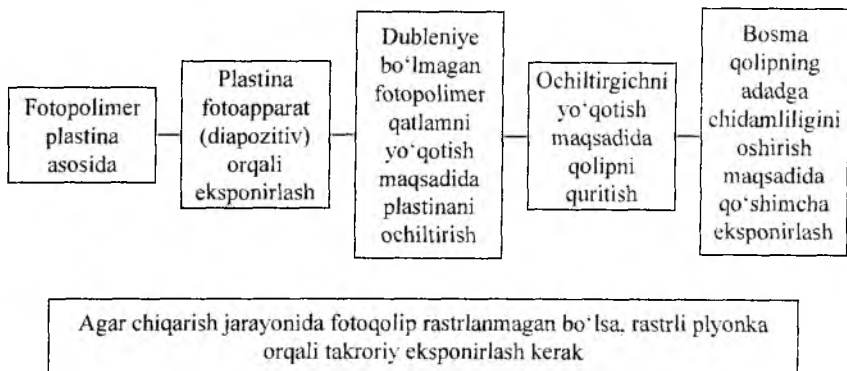 Fotopolimer
plastina
asosida
Plastina
fotoapparat
(diapozitiv)
orqali
eksponirlash
Dubleniye
bo‘lmagan
fotopolimer
qatlamni
yo‘qotish
maqsadida
plastinani
ochiltirish
Ochiltirgichni
yo‘qotish
maqsadida
qolipni
quritish
Bosma
qolipning
adadga
chidamliligini
oshirish
maqsadida
qo‘shimcha
eksponirlash
Agar chiqarish jarayonida fotoqolip rastrlanmagan bo‘lsa, rastrli plyonka
orqali takroriy eksponirlash kerak